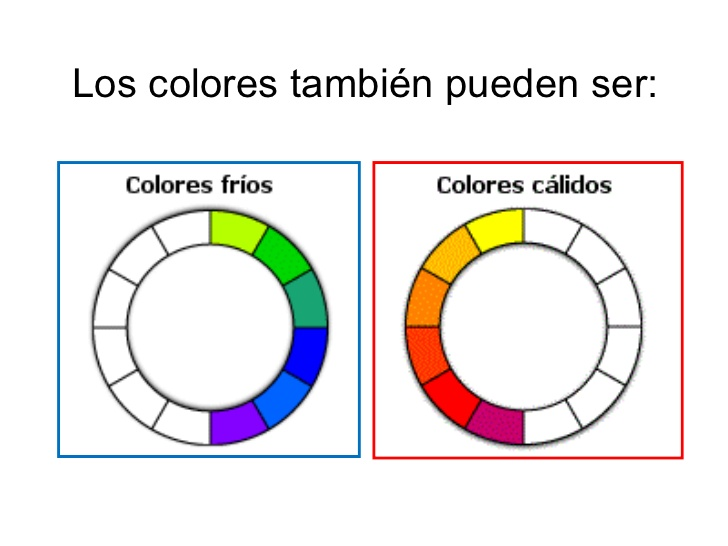 Los colores también pueden ser:
Colores fríos
Colores cálidos